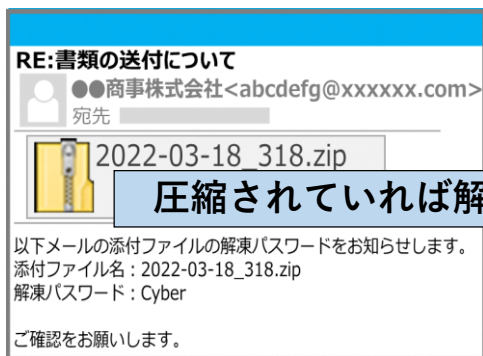 RE:書類の送付について
●●商事株式会社<abcdefg@xxxxxx.com>
宛先
2022-03-18_318.zip
圧縮されていれば解
以下メールの添付ファイルの解凍パスワードをお知らせします。
添付ファイル名：2022-03-18_318.zip
解凍パスワード：Cyber
ご確認をお願いします。